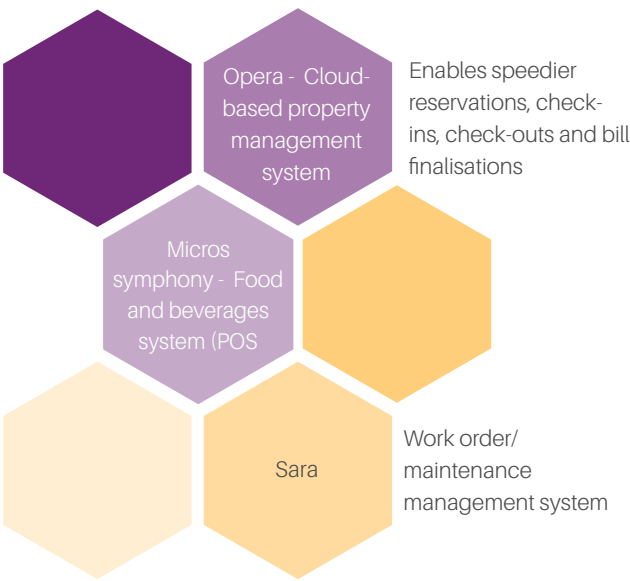 Opera - Cloud-
based property
management
system
Enables speedier
reservations, check-
ins, check-outs and bill
finalisations
Micros
symphony - Food
and beverages
system (POS
Sara
Work order/
maintenance
management system